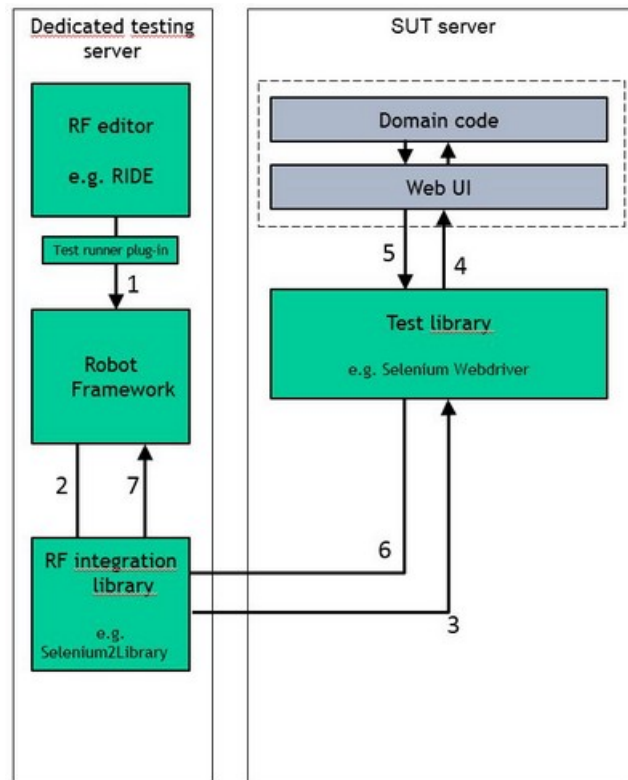 Dedicated testing
server
RF editor
e.g. RIDE
Test runner plug-in
1
Robot
Framework
2
7
RF integration
library
e.g.
Selenium2Library
SUT server
Domain code
Web UI
5
4
Test library
e.g. Selenium Webdriver
6
3